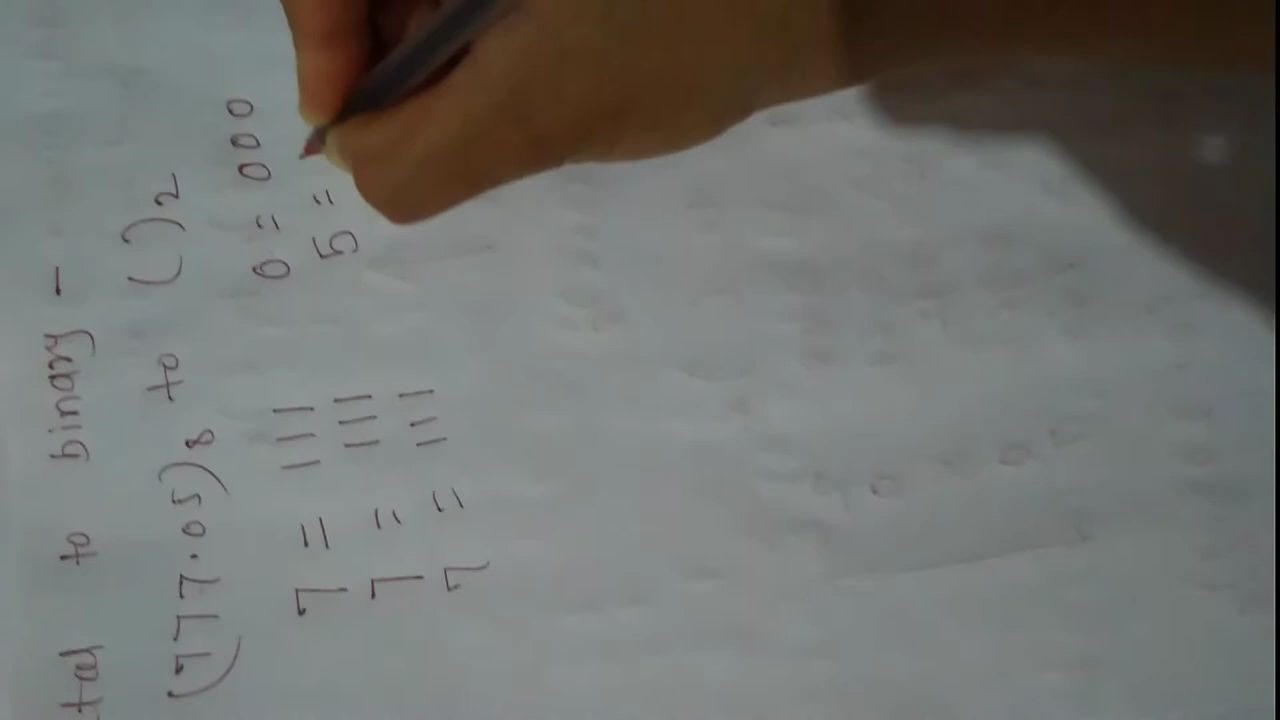 tal to binary -
(777.05)8 to ( )2
7 = 111 0 = 000
7 = 111 5 =
7 = 111